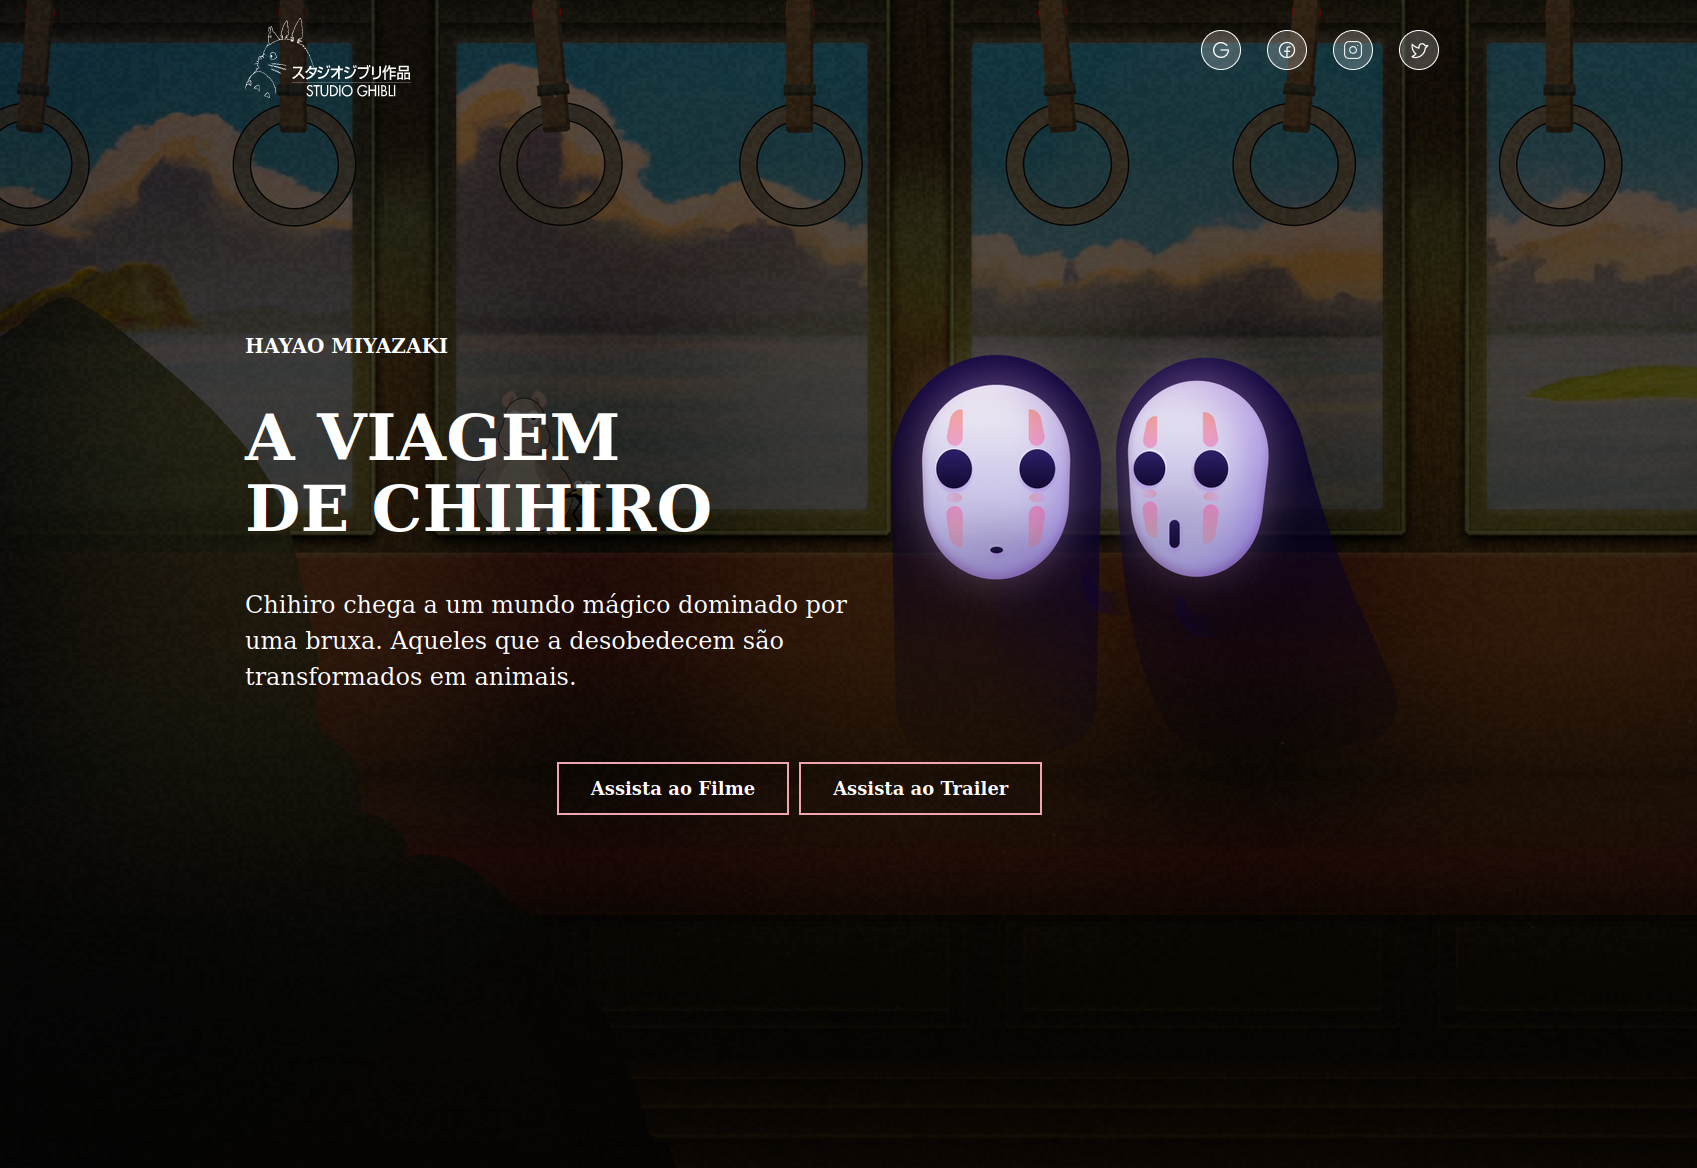 スタジオジブリ作品
STUDIO GHIBLI
HAYAO MIYAZAKI
A VIAGEM
DE CHIHIRO
Chihiro chega a um mundo mágico dominado por
uma bruxa. Aqueles que a desobedecem são
transformados em animais.
Assista ao Filme
Assista ao Trailer